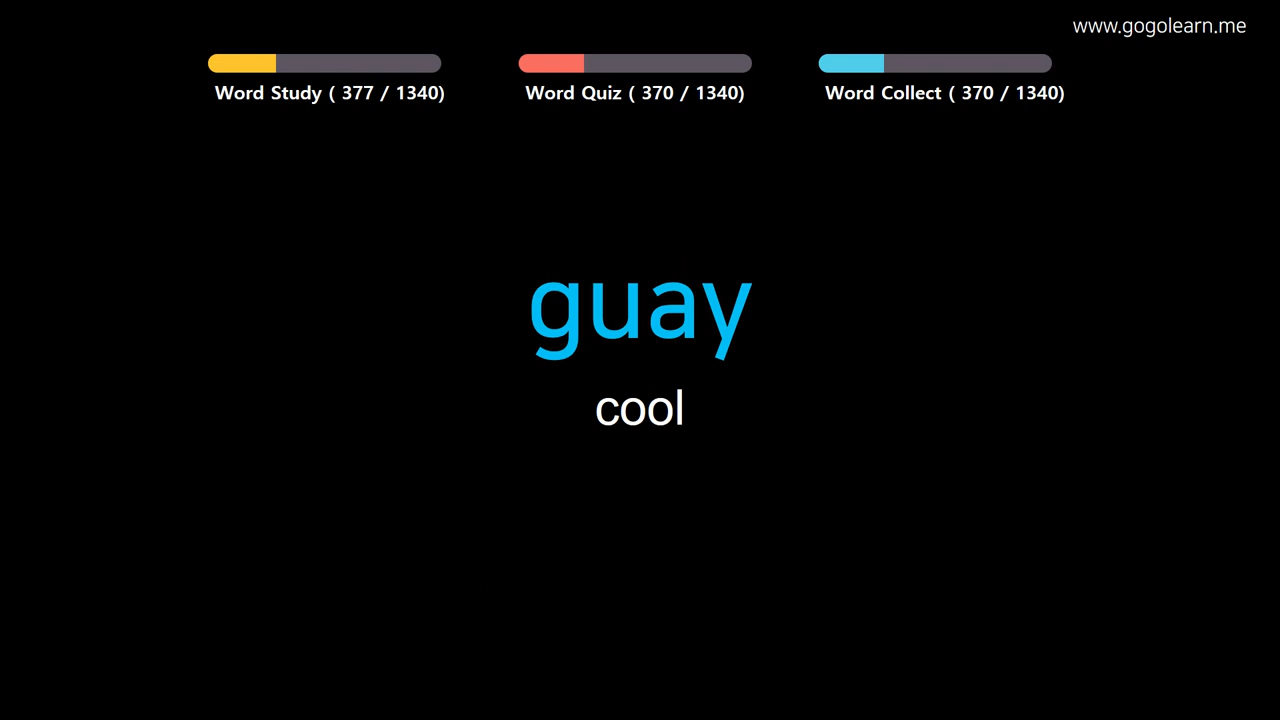 www.gogolearn.me
Word Study ( 377 / 1340)
Word Quiz ( 370 / 1340)
Word Collect ( 370 / 1340)
guay
cool